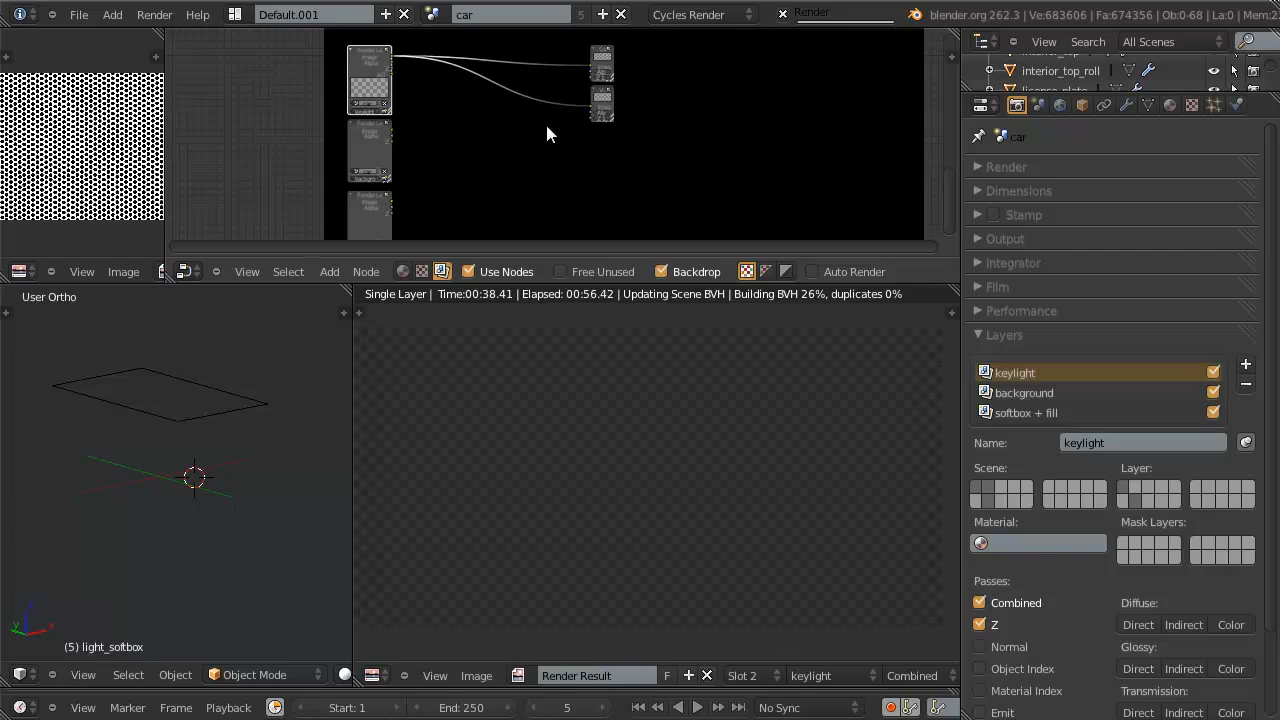 File Add Render Help Default.001 car 5 Cycles Render Render blender.org 262.3 | Ve:683606 | Fa:674356 | Ob:0-68 | La:0 | Mem:2
View Search All Scenes
interior_top_roll
license_plate
car
Render
Dimensions
Stamp
Output
Integrator
Film
Performance
Layers
keylight
background
softbox + fill
Name: keylight
Scene: Layer:
Material: Mask Layers:
Passes:
Combined Diffuse:
Z Direct Indirect Color
Normal Glossy:
Object Index Direct Indirect Color
Material Index Transmission:
Emit Direct Indirect Color
View Image
View Select Add Node Use Nodes Free Unused Backdrop Auto Render
User Ortho
(5) light_softbox
View Select Object Object Mode
Single Layer | Time:00:38.41 | Elapsed: 00:56.42 | Updating Scene BVH | Building BVH 26%, duplicates 0%
View Image Render Result F Slot 2 keylight Combined
View Marker Frame Playback Start: 1 End: 250 5 No Sync